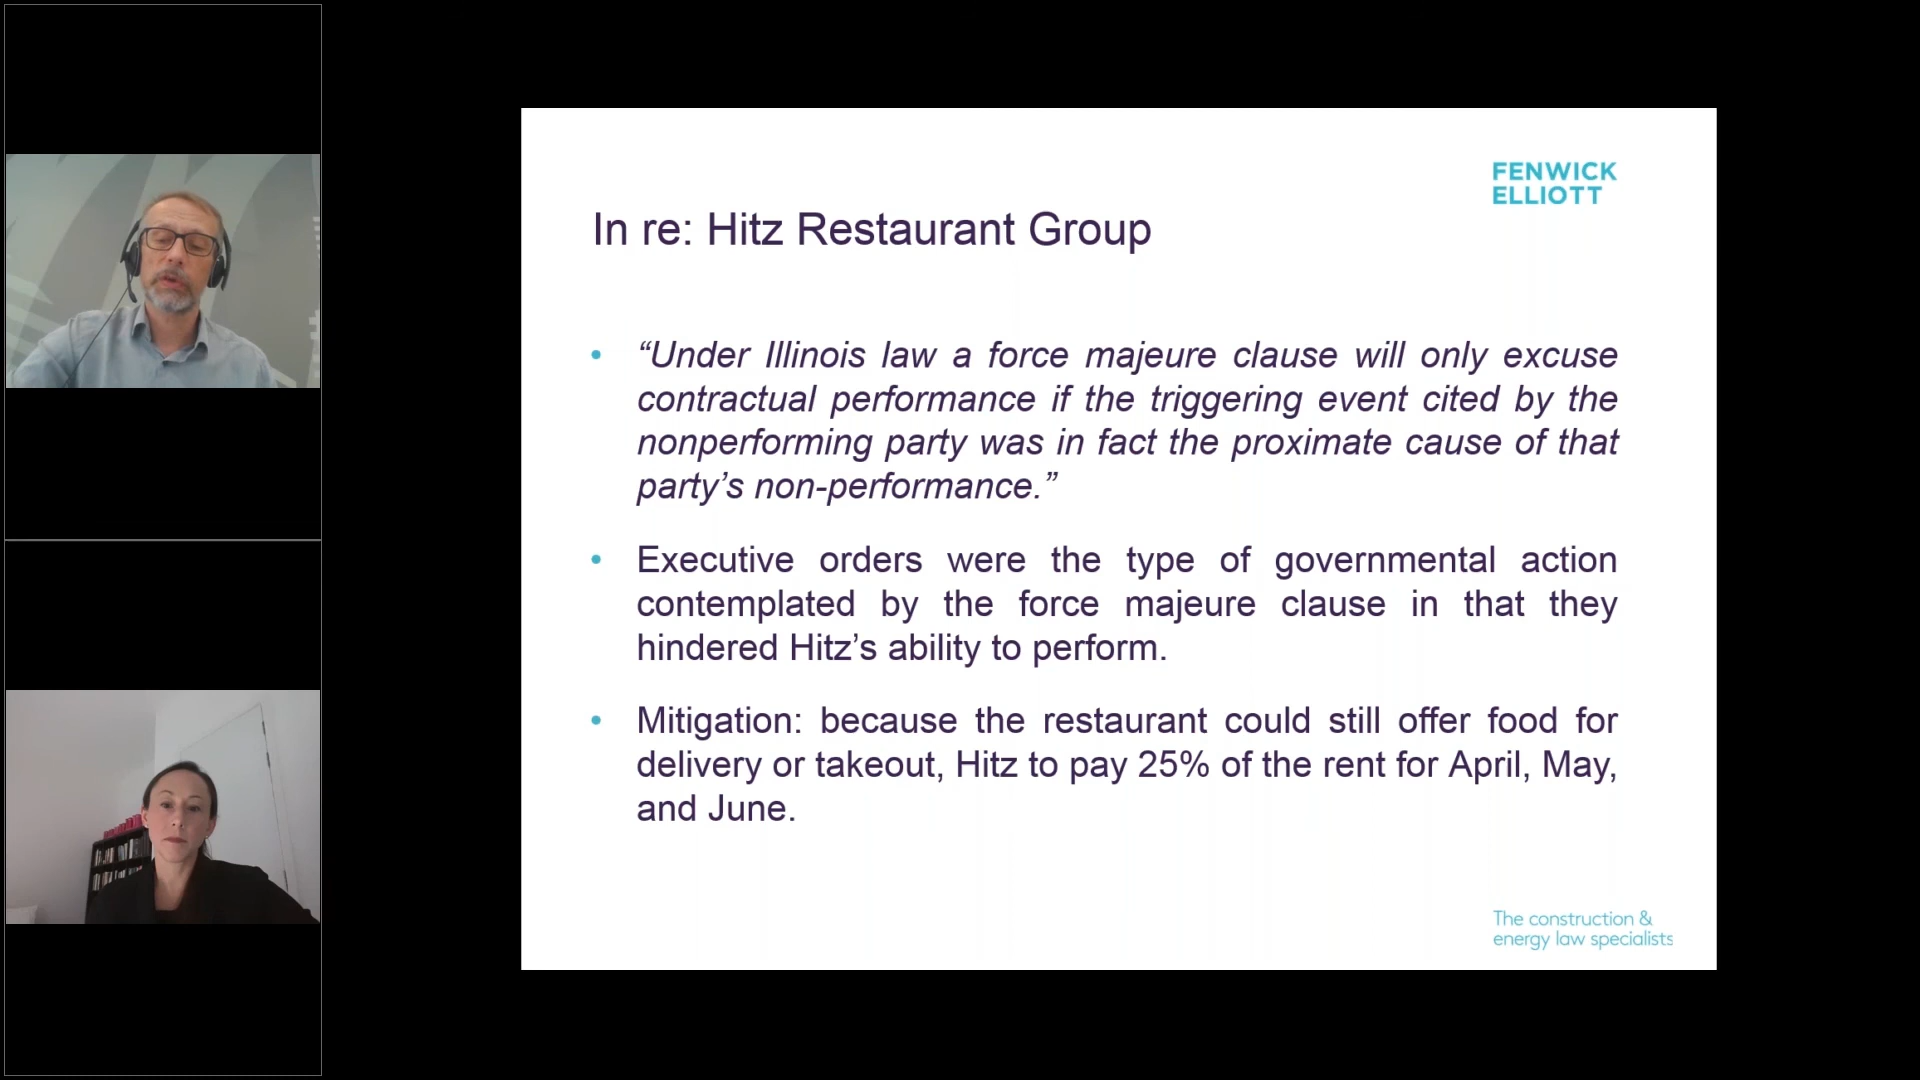 FENWICK
ELLIOTT
In re: Hitz Restaurant Group
• “Under Illinois law a force majeure clause will only excuse
contractual performance if the triggering event cited by the
nonperforming party was in fact the proximate cause of that
party’s non-performance.”
• Executive orders were the type of governmental action
contemplated by the force majeure clause in that they
hindered Hitz’s ability to perform.
• Mitigation: because the restaurant could still offer food for
delivery or takeout, Hitz to pay 25% of the rent for April, May,
and June.
The construction &
energy law specialists